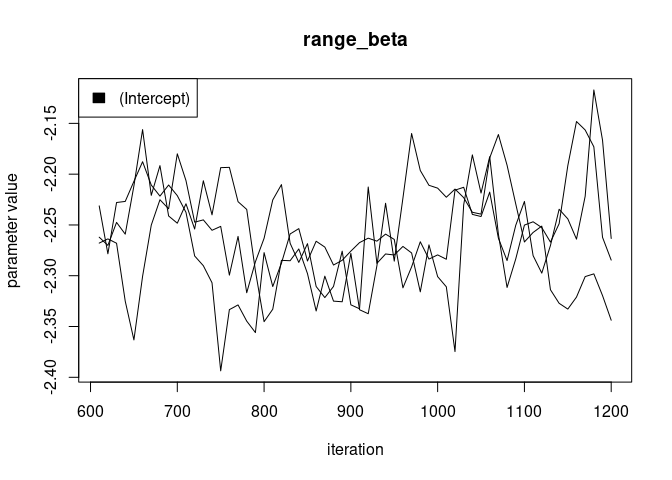 range_beta
(Intercept)
parameter value
-2.15
-2.20
-2.25
-2.30
-2.35
-2.40
600 700 800 900 1000 1100 1200
iteration